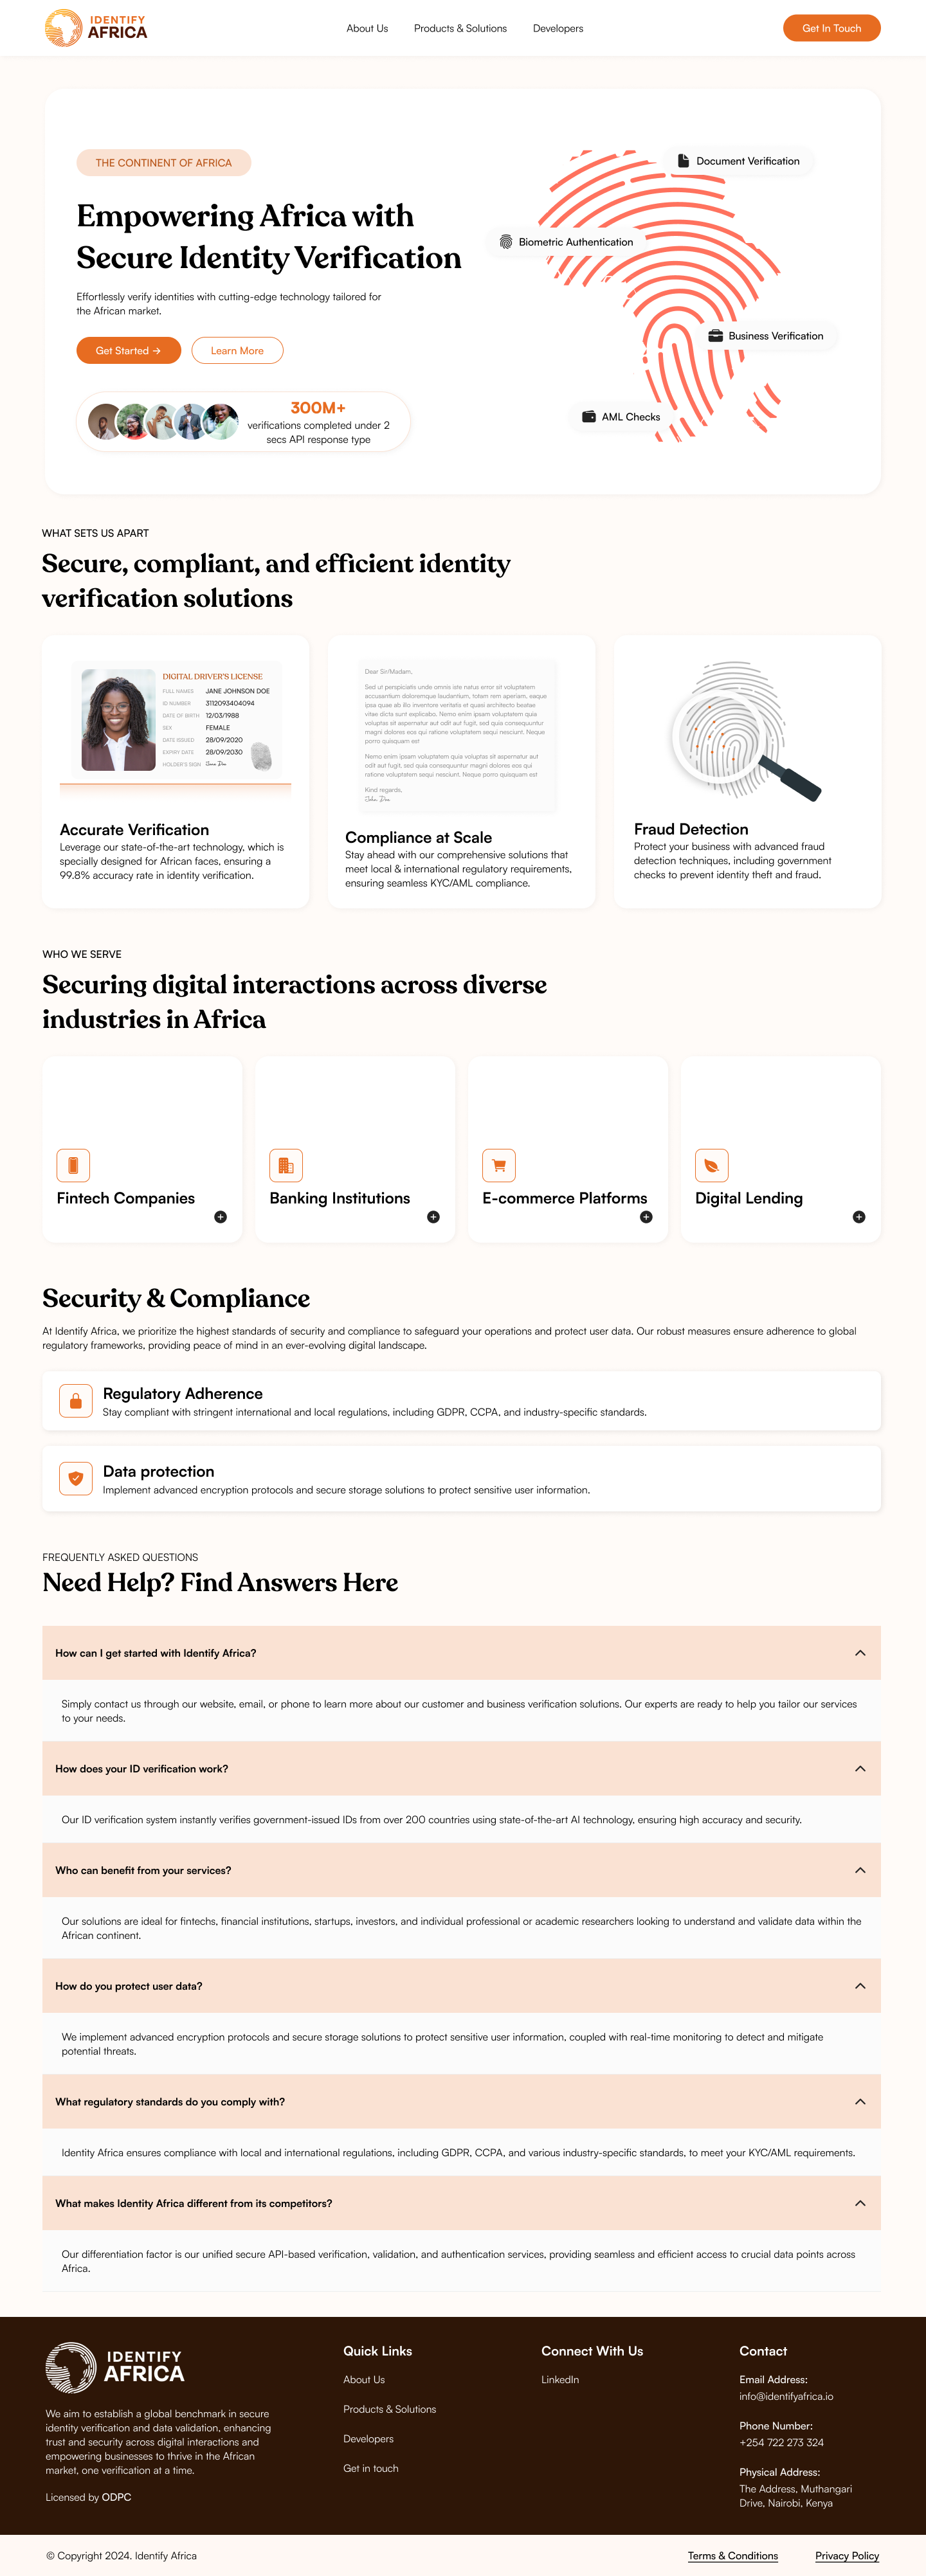 IDENTIFY
AFRICA
About Us
Products & Solutions
Developers
Get In Touch
THE CONTINENT OF AFRICA
Empowering Africa with
Secure Identity Verification
Effortlessly verify identities with cutting-edge technology tailored for
the African market.
Get Started →
Learn More
300M+
verifications completed under 2
secs API response type
Document Verification
Biometric Authentication
Business Verification
AML Checks
WHAT SETS US APART
Secure, compliant, and efficient identity
verification solutions
DIGITAL DRIVER'S LICENSE
FULL NAMES JANE JOHNSON DOE
ID NUMBER 3112093404094
DATE OF BIRTH 12/03/1988
SEX FEMALE
DATE ISSUED 28/09/2020
EXPIRY DATE 28/09/2030
HOLDER'S SIGN Jane Doe
Accurate Verification
Leverage our state-of-the-art technology, which is
specially designed for African faces, ensuring a
99.8% accuracy rate in identity verification.
Dear Sir/Madam,
Sed ut perspiciatis unde omnis iste natus error sit voluptatem
accusantium doloremque laudantium, totam rem aperiam, eaque
ipsa quae ab illo inventore veritatis et quasi architecto beatae
vitae dicta sunt explicabo. Nemo enim ipsam voluptatem quia
voluptas sit aspernatur aut odit aut fugit, sed quia consequuntur
magni dolores eos qui ratione voluptatem sequi nesciunt. Neque
porro quisquam est
Nemo enim ipsam voluptatem quia voluptas sit aspernatur aut
odit aut fugit, sed quia consequuntur magni dolores eos qui
ratione voluptatem sequi nesciunt. Neque porro quisquam est
Kind regards,
John Doe
Compliance at Scale
Stay ahead with our comprehensive solutions that
meet local & international regulatory requirements,
ensuring seamless KYC/AML compliance.
Fraud Detection
Protect your business with advanced fraud
detection techniques, including government
checks to prevent identity theft and fraud.
WHO WE SERVE
Securing digital interactions across diverse
industries in Africa
Fintech Companies
Banking Institutions
E-commerce Platforms
Digital Lending
Security & Compliance
At Identify Africa, we prioritize the highest standards of security and compliance to safeguard your operations and protect user data. Our robust measures ensure adherence to global
regulatory frameworks, providing peace of mind in an ever-evolving digital landscape.
Regulatory Adherence
Stay compliant with stringent international and local regulations, including GDPR, CCPA, and industry-specific standards.
Data protection
Implement advanced encryption protocols and secure storage solutions to protect sensitive user information.
FREQUENTLY ASKED QUESTIONS
Need Help? Find Answers Here
How can I get started with Identify Africa?
Simply contact us through our website, email, or phone to learn more about our customer and business verification solutions. Our experts are ready to help you tailor our services
to your needs.
How does your ID verification work?
Our ID verification system instantly verifies government-issued IDs from over 200 countries using state-of-the-art AI technology, ensuring high accuracy and security.
Who can benefit from your services?
Our solutions are ideal for fintechs, financial institutions, startups, investors, and individual professional or academic researchers looking to understand and validate data within the
African continent.
How do you protect user data?
We implement advanced encryption protocols and secure storage solutions to protect sensitive user information, coupled with real-time monitoring to detect and mitigate
potential threats.
What regulatory standards do you comply with?
Identity Africa ensures compliance with local and international regulations, including GDPR, CCPA, and various industry-specific standards, to meet your KYC/AML requirements.
What makes Identity Africa different from its competitors?
Our differentiation factor is our unified secure API-based verification, validation, and authentication services, providing seamless and efficient access to crucial data points across
Africa.
IDENTIFY
AFRICA
We aim to establish a global benchmark in secure
identity verification and data validation, enhancing
trust and security across digital interactions and
empowering businesses to thrive in the African
market, one verification at a time.
Licensed by ODPC
Quick Links
About Us
Products & Solutions
Developers
Get in touch
Connect With Us
LinkedIn
Contact
Email Address:
info@identifyafrica.io
Phone Number:
+254 722 273 324
Physical Address:
The Address, Muthangari
Drive, Nairobi, Kenya
© Copyright 2024. Identify Africa
Terms & Conditions
Privacy Policy